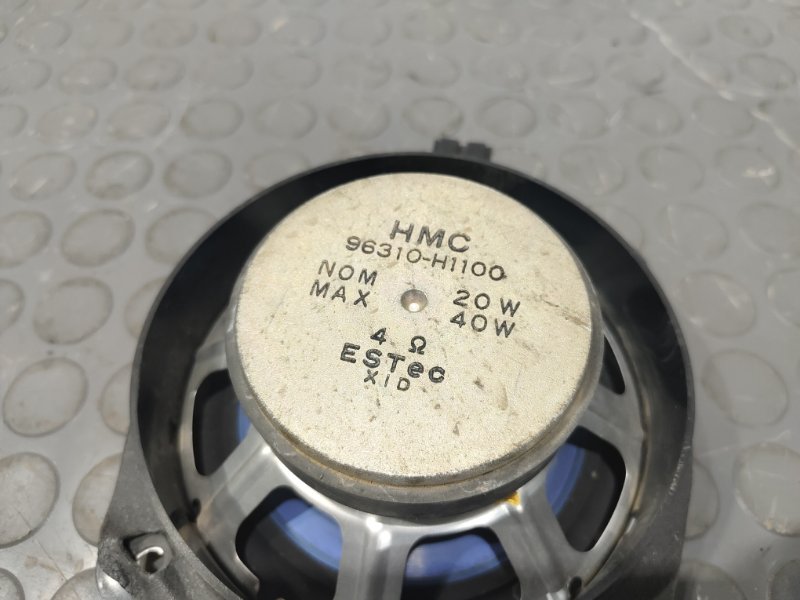 HMC
96310-H1100
NOM 20W
MAX 40W
4 Ω
ESTec
XID